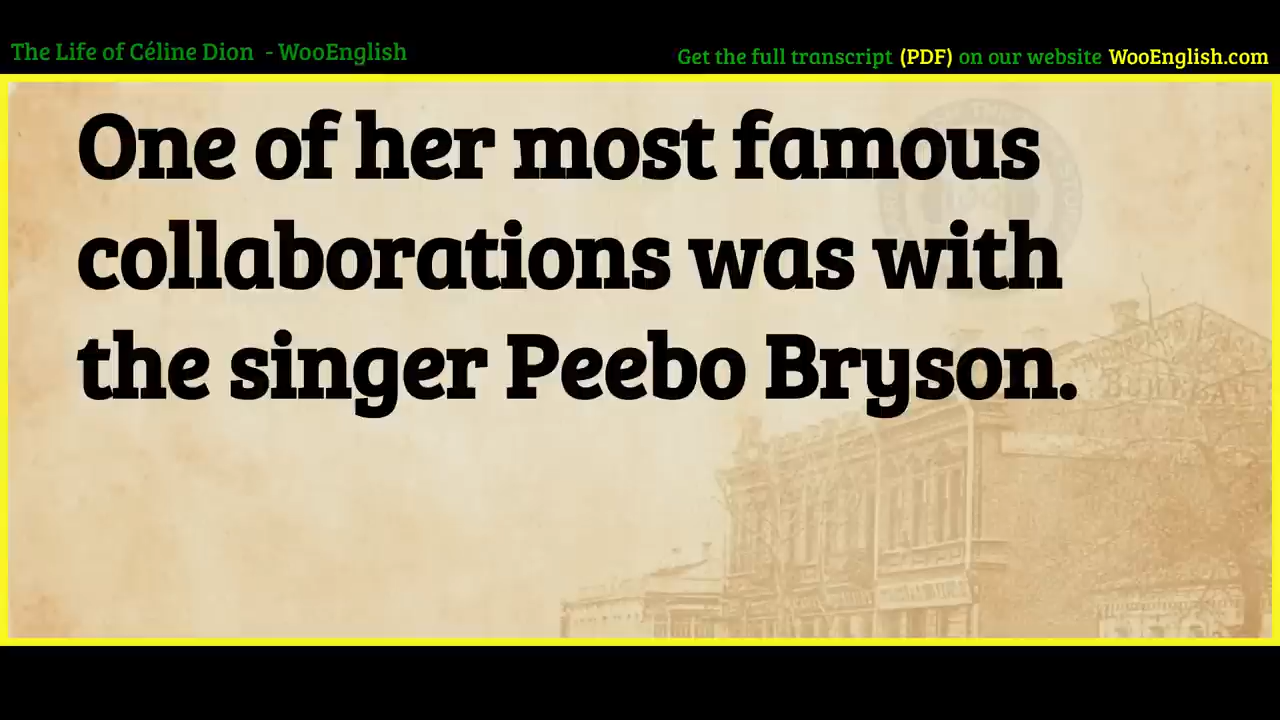 The Life of Céline Dion - WooEnglish
Get the full transcript (PDF) on our website WooEnglish.com
One of her most famous
collaborations was with
the singer Peebo Bryson.